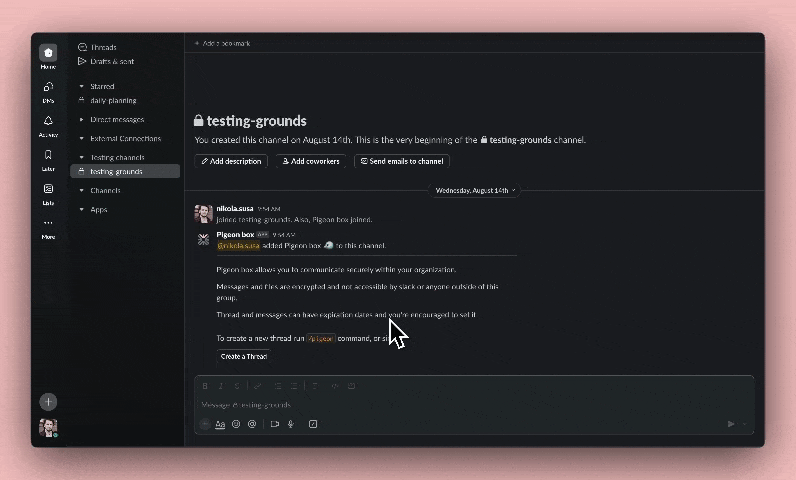 Home
DMs
Activity
Later
Lists
More
Threads
Drafts & sent
Starred
daily-planning
Direct messages
External Connections
Testing channels
testing-grounds
Channels
Apps
+ Add a bookmark
testing-grounds
You created this channel on August 14th. This is the very beginning of the testing-grounds channel.
Add description
Add coworkers
Send emails to channel
Wednesday, August 14th
nikola.susa 9:54 AM
joined testing-grounds. Also, Pigeon box joined.
Pigeon box APP 9:54 AM
@nikola.susa added Pigeon box to this channel.
Pigeon box allows you to communicate securely within your organization.
Messages and files are encrypted and not accessible by slack or anyone outside of this
group.
Thread and messages can have expiration dates and you're encouraged to set it
To create a new thread run /pigeon command, or
Create a Thread
Message testing-grounds
Aa